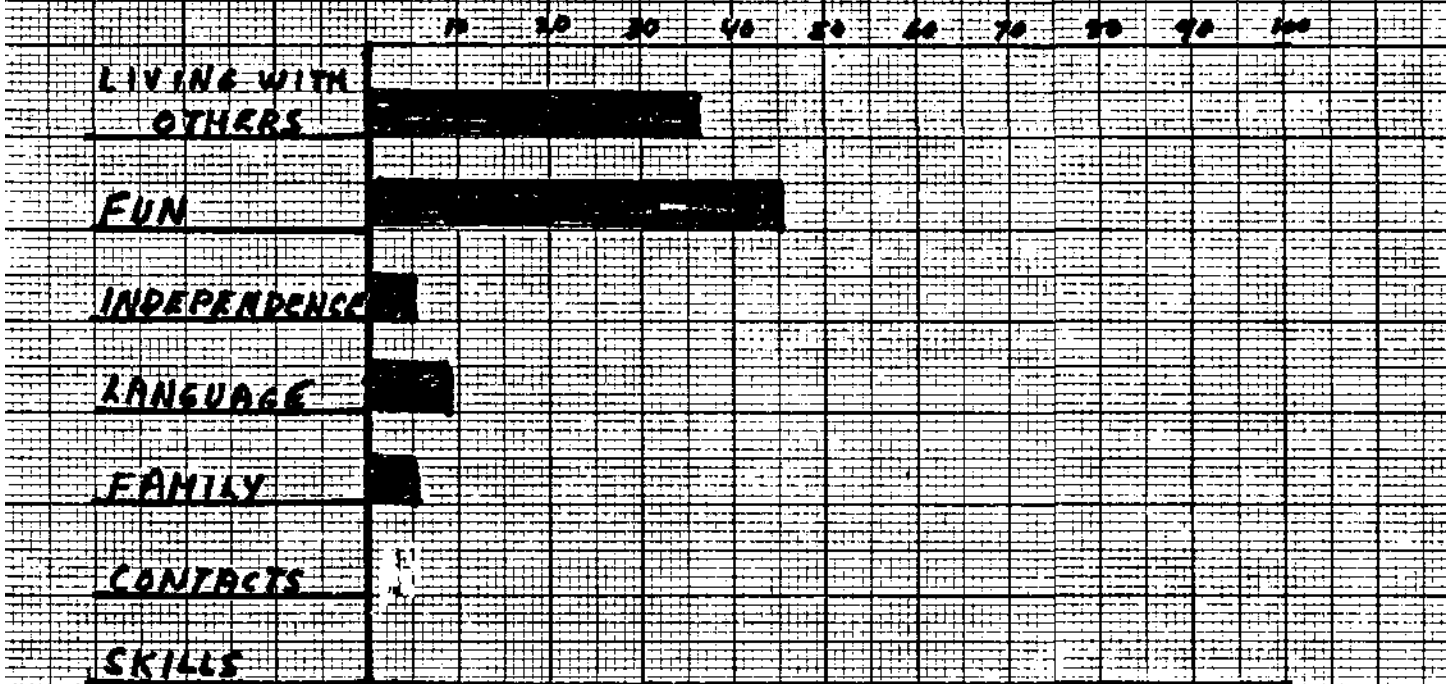 10 20 30 40 50 60 70 80 90 100
LIVING WITH
OTHERS
FUN
INDEPENDENCE
LANGUAGE
FAMILY
CONTACTS
SKILLS